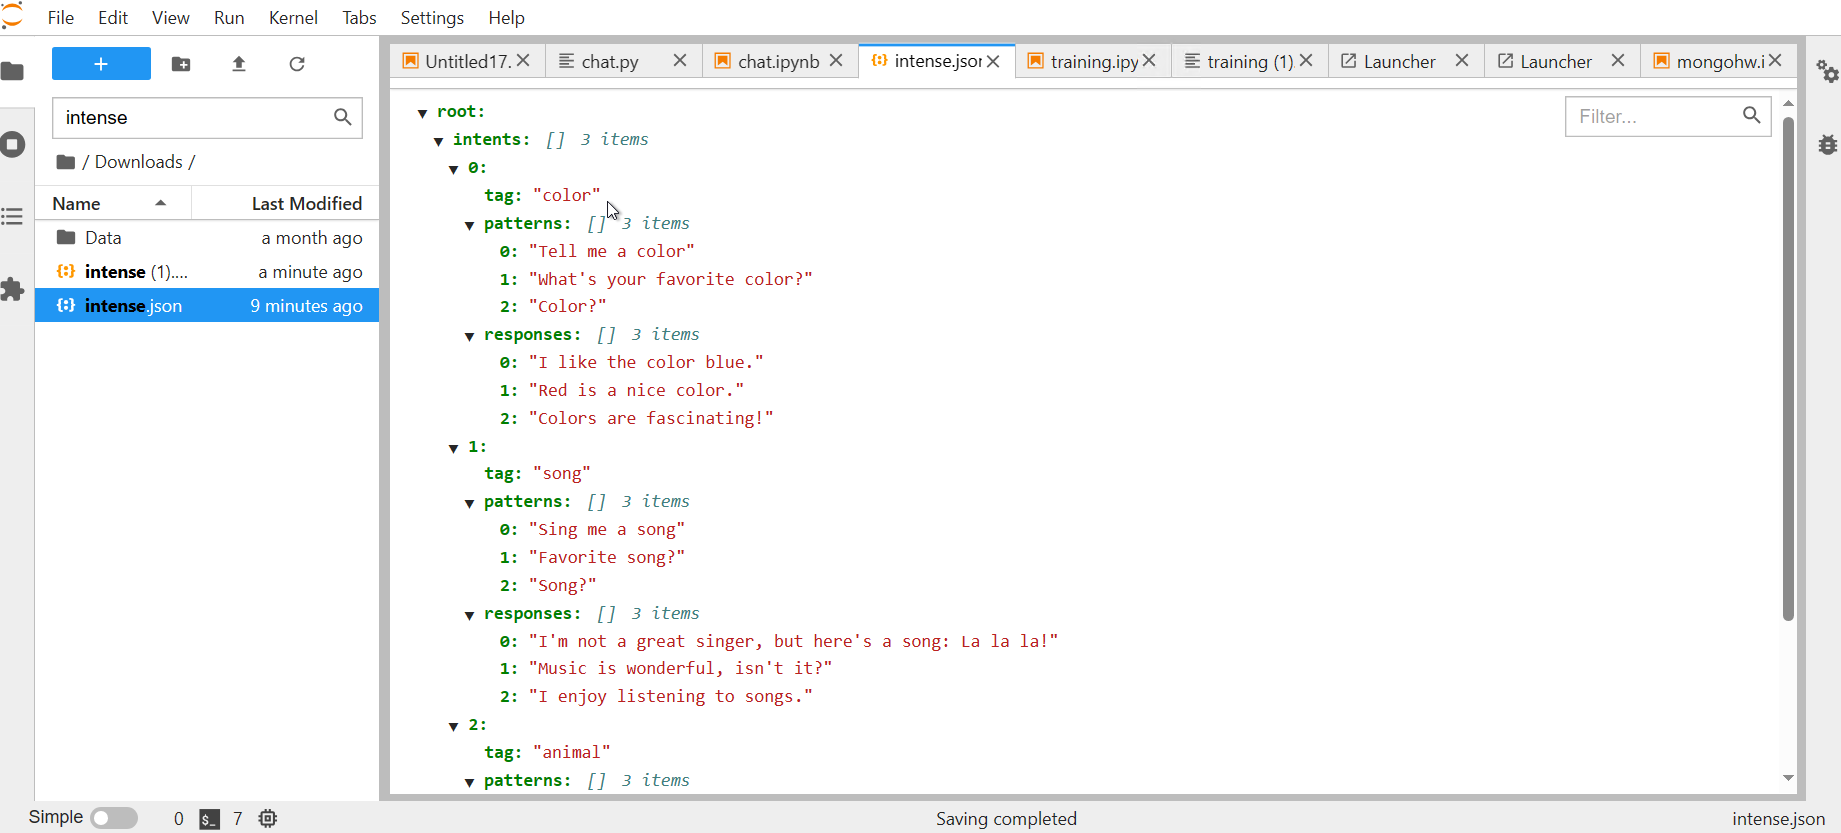 File Edit View Run Kernel Tabs Settings Help
Untitled17. chat.py chat.ipynb intense.jsor training.ipy training (1) Launcher Launcher mongohw.i
+
intense
/ Downloads /
Name Last Modified
Data a month ago
intense (1).... a minute ago
intense.json 9 minutes ago
Filter...
root:
intents: [] 3 items
0:
tag: "color"
patterns: [] 3 items
0: "Tell me a color"
1: "What's your favorite color?"
2: "Color?"
responses: [] 3 items
0: "I like the color blue."
1: "Red is a nice color."
2: "Colors are fascinating!"
1:
tag: "song"
patterns: [] 3 items
0: "Sing me a song"
1: "Favorite song?"
2: "Song?"
responses: [] 3 items
0: "I'm not a great singer, but here's a song: La la la!"
1: "Music is wonderful, isn't it?"
2: "I enjoy listening to songs."
2:
tag: "animal"
patterns: [] 3 items
Simple 0 $_ 7 Saving completed intense.json